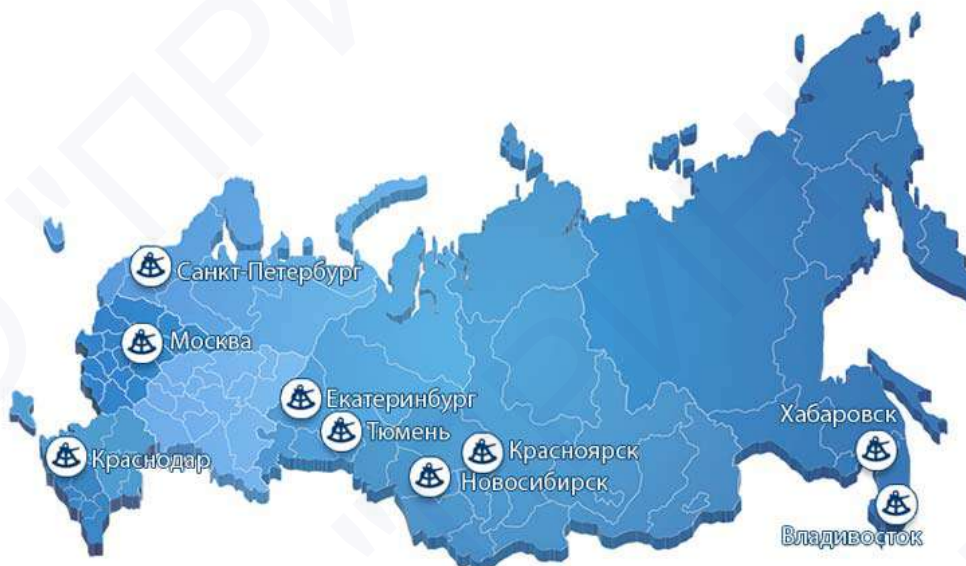 Санкт-Петербург
Москва
Екатеринбург
Тюмень
Хабаровск
Краснодар
Красноярск
Новосибирск
Владивосток